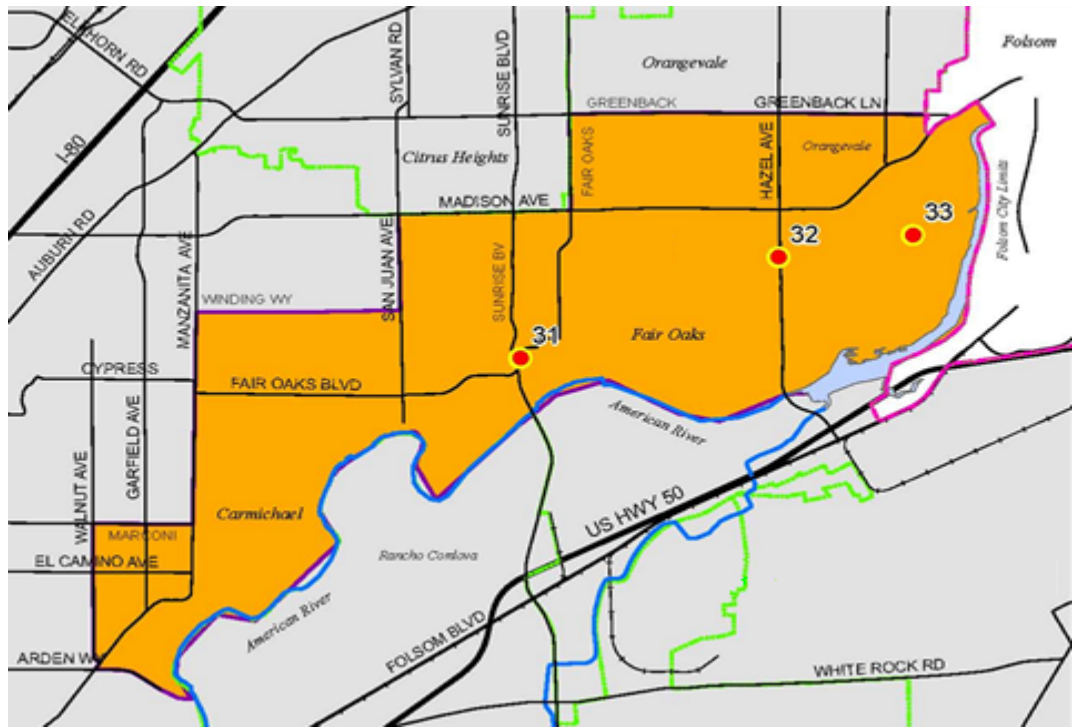 ELKHORN RD
I-80
SYLVAN RD
SUNRISE BLVD
Orangevale
Folsom
GREENBACK
GREENBACK LN
Citrus Heights
FAIR OAKS
HAZEL AVE
Orangevale
AUBURN RD
MADISON AVE
Folsom City Limits
MANZANITA AVE
SAN JUAN AVE
SUNRISE BV
33
32
WINDING WY
31
Fair Oaks
CYPRESS
FAIR OAKS BLVD
GARFIELD AVE
WALNUT AVE
American River
Carmichael
US HWY 50
MARCONI
EL CAMINO AVE
Rancho Cordova
American River
FOLSOM BLVD
ARDEN W
WHITE ROCK RD